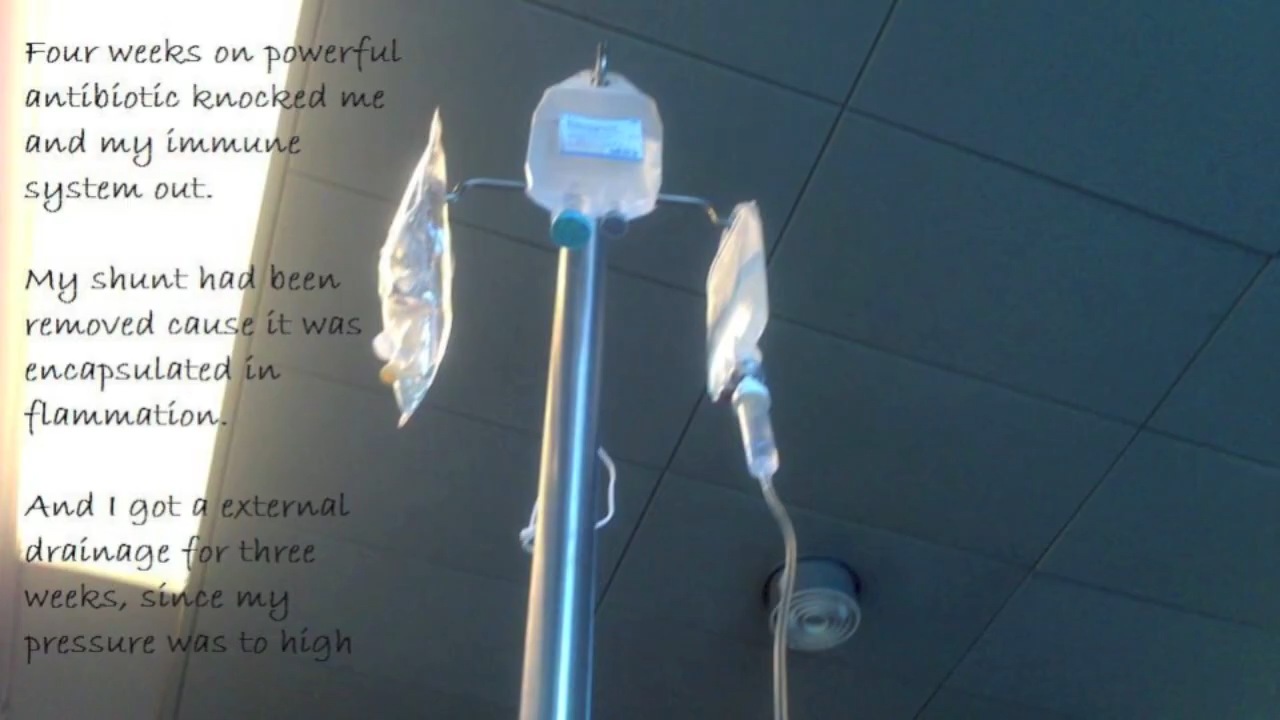 Four weeks on powerful
antibiotic knocked me
and my immune
system out.
My shunt had been
removed cause it was
encapsulated in
flammation.
And I got a external
drainage for three
weeks, since my
pressure was to high